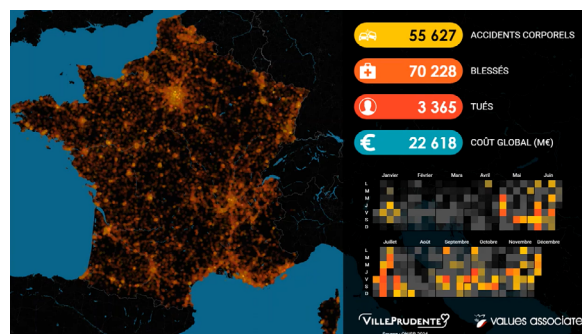 55 627 ACCIDENTS CORPORELS
70 228 BLESSÉS
3 365 TUÉS
€ 22 618 COÛT GLOBAL (M€)
Janvier Février Mars Avril Mai Juin
L
M
M
J
V
S
D
Juillet Août Septembre Octobre Novembre Décembre
L
M
M
J
V
S
D
VILLEPRUDENTE
VALUES ASSOCIATE